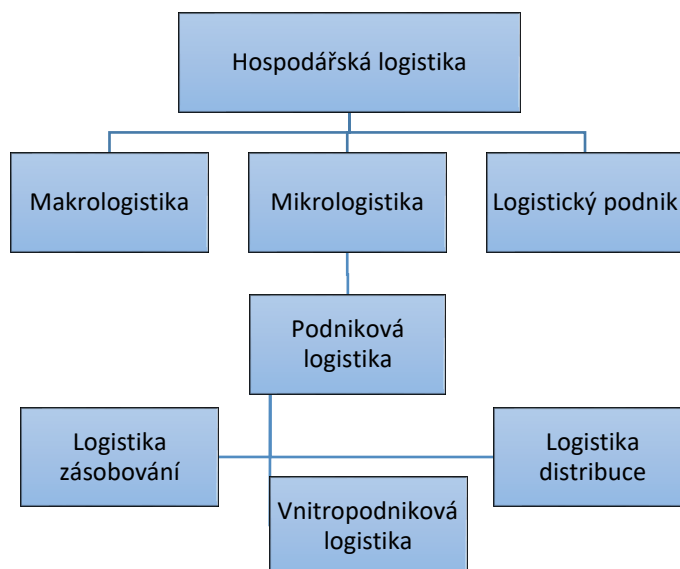 Hospodářská logistika
Makrologistika
Mikrologistika
Logistický podnik
Podniková
logistika
Logistika
zásobování
Logistika
distribuce
Vnitropodniková
logistika